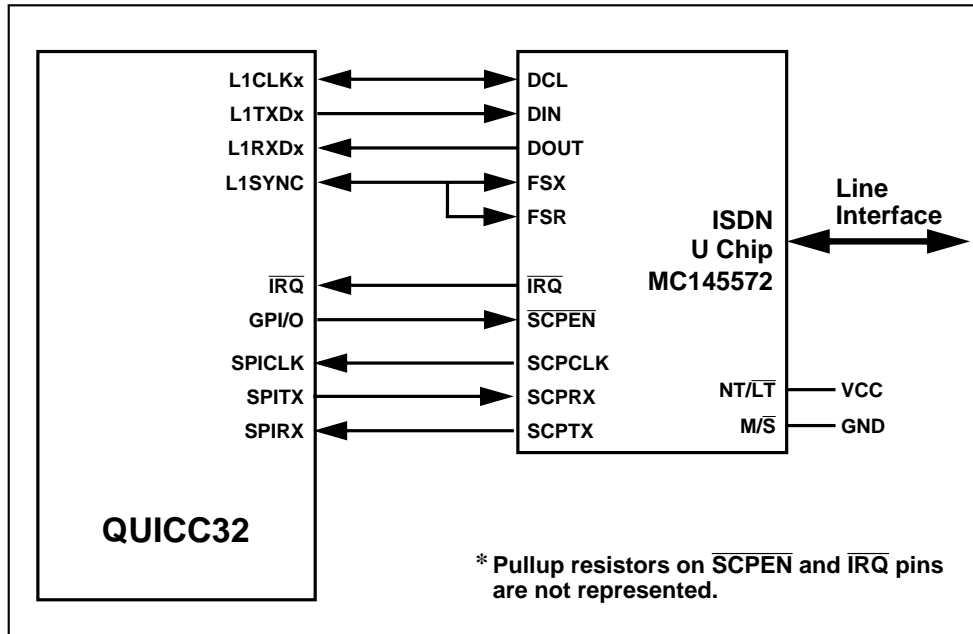 L1CLKx DCL
L1TXDx DIN
L1RXDx DOUT
L1SYNC FSX
FSR
Line
Interface
ISDN
U Chip
MC145572
IRQ IRQ
GPI/O SCPEN
SPICLK SCPCLK
SPITX SCPRX
SPIRX SCPTX
NT/LT VCC
M/S GND
QUICC32
* Pullup resistors on SCPEN and IRQ pins
are not represented.